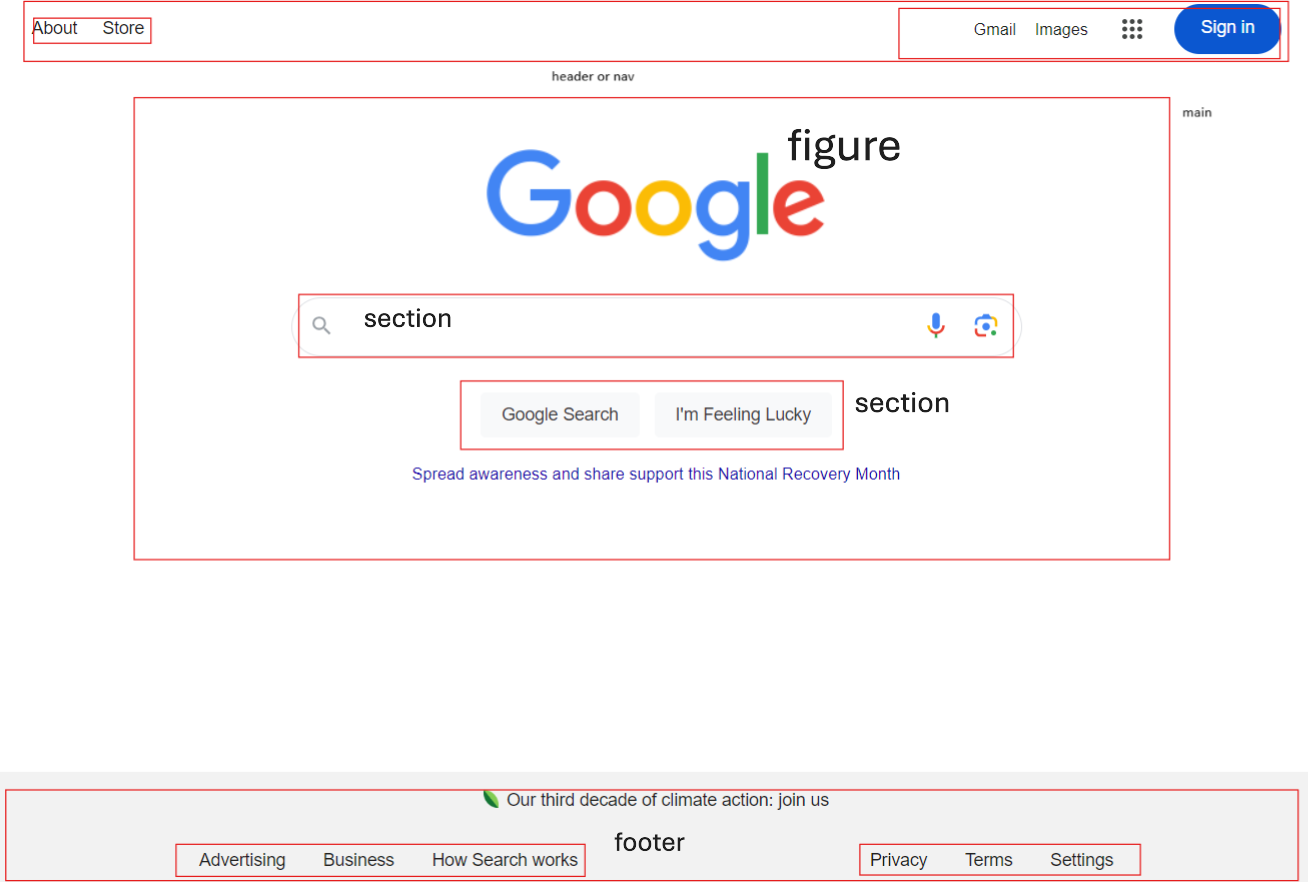 About Store Gmail Images Sign in
header or nav
main
figure
Google
section
Google Search I'm Feeling Lucky section
Spread awareness and share support this National Recovery Month
Our third decade of climate action: join us
footer
Advertising Business How Search works Privacy Terms Settings